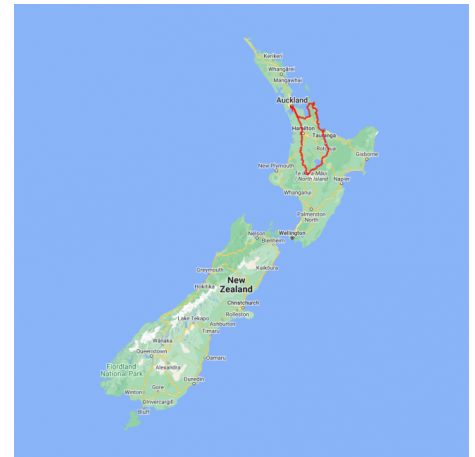 Kerikeri
Whangārei
Mangawhai
Auckland
Hamilton
Tauranga
Rotorua
Gisborne
New Plymouth
Te Ika-a-Māui
North Island
Napier
Whanganui
Palmerston
North
Wellington
Nelson
Blenheim
Greymouth
Kaikōura
Hokitika
New
Zealand
Christchurch
Lake Tekapo
Rolleston
Ashburton
Timaru
Wānaka
Queenstown
Oamaru
Fiordland
National Park
Alexandra
Dunedin
Gore
Winton
Invercargill
Bluff